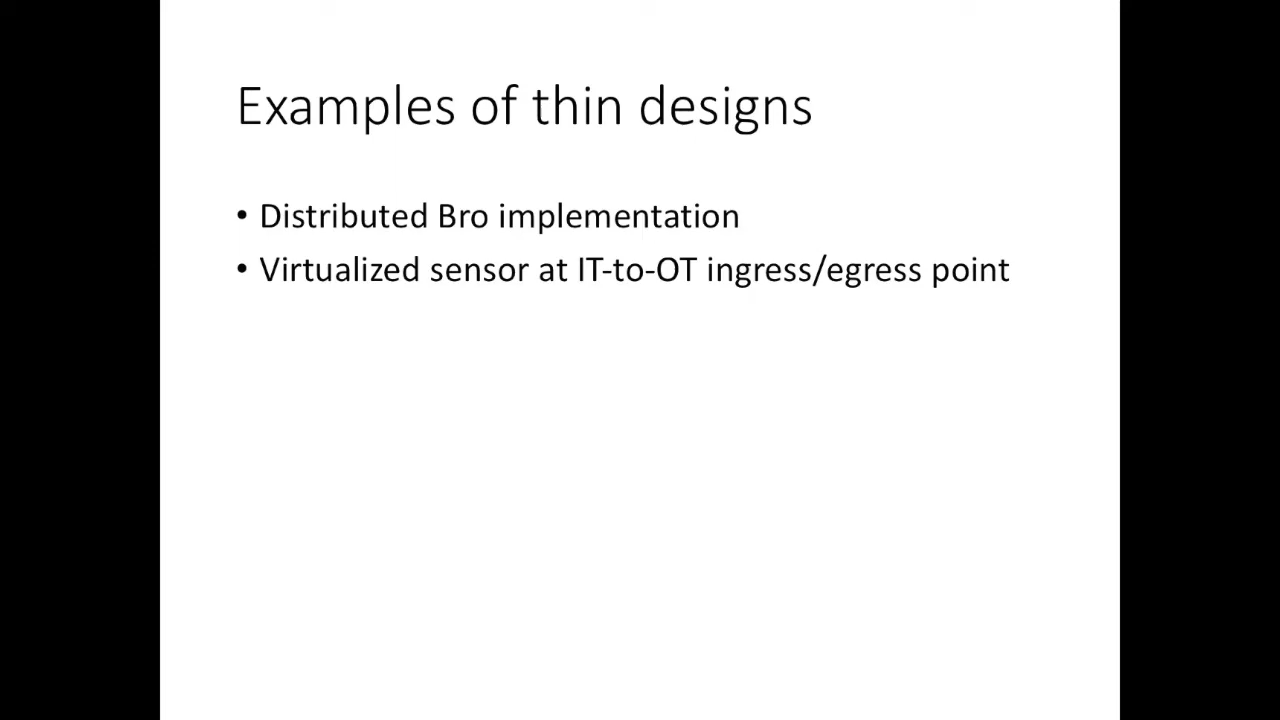 Examples of thin designs
• Distributed Bro implementation
• Virtualized sensor at IT-to-OT ingress/egress point